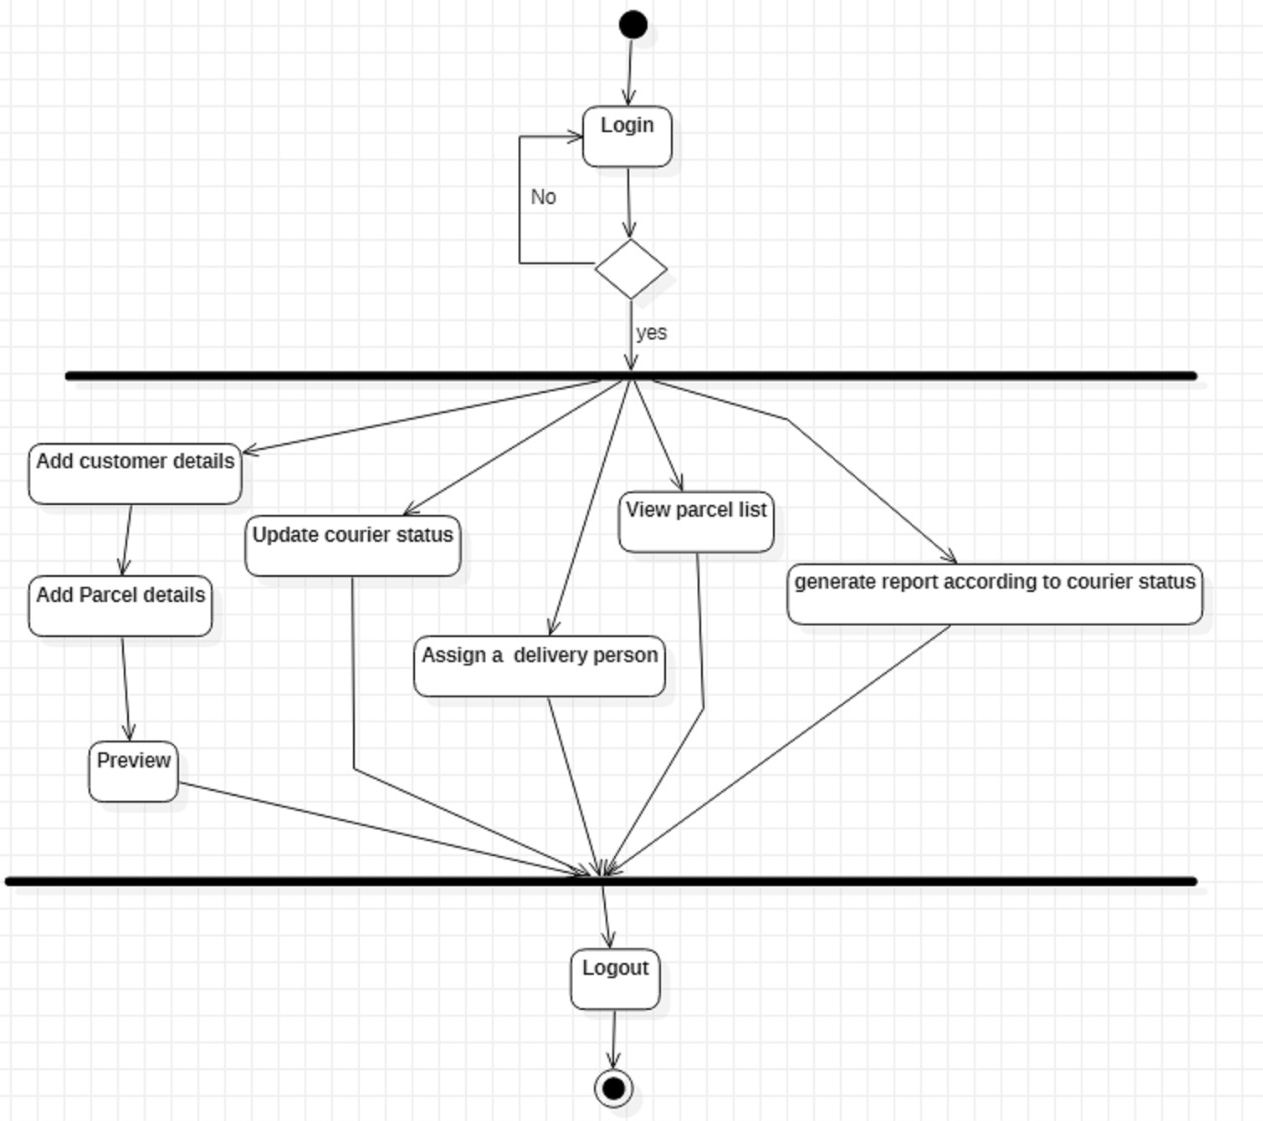 Login
No
yes
Add customer details
View parcel list
Update courier status
generate report according to courier status
Add Parcel details
Assign a  delivery person
Preview
Logout